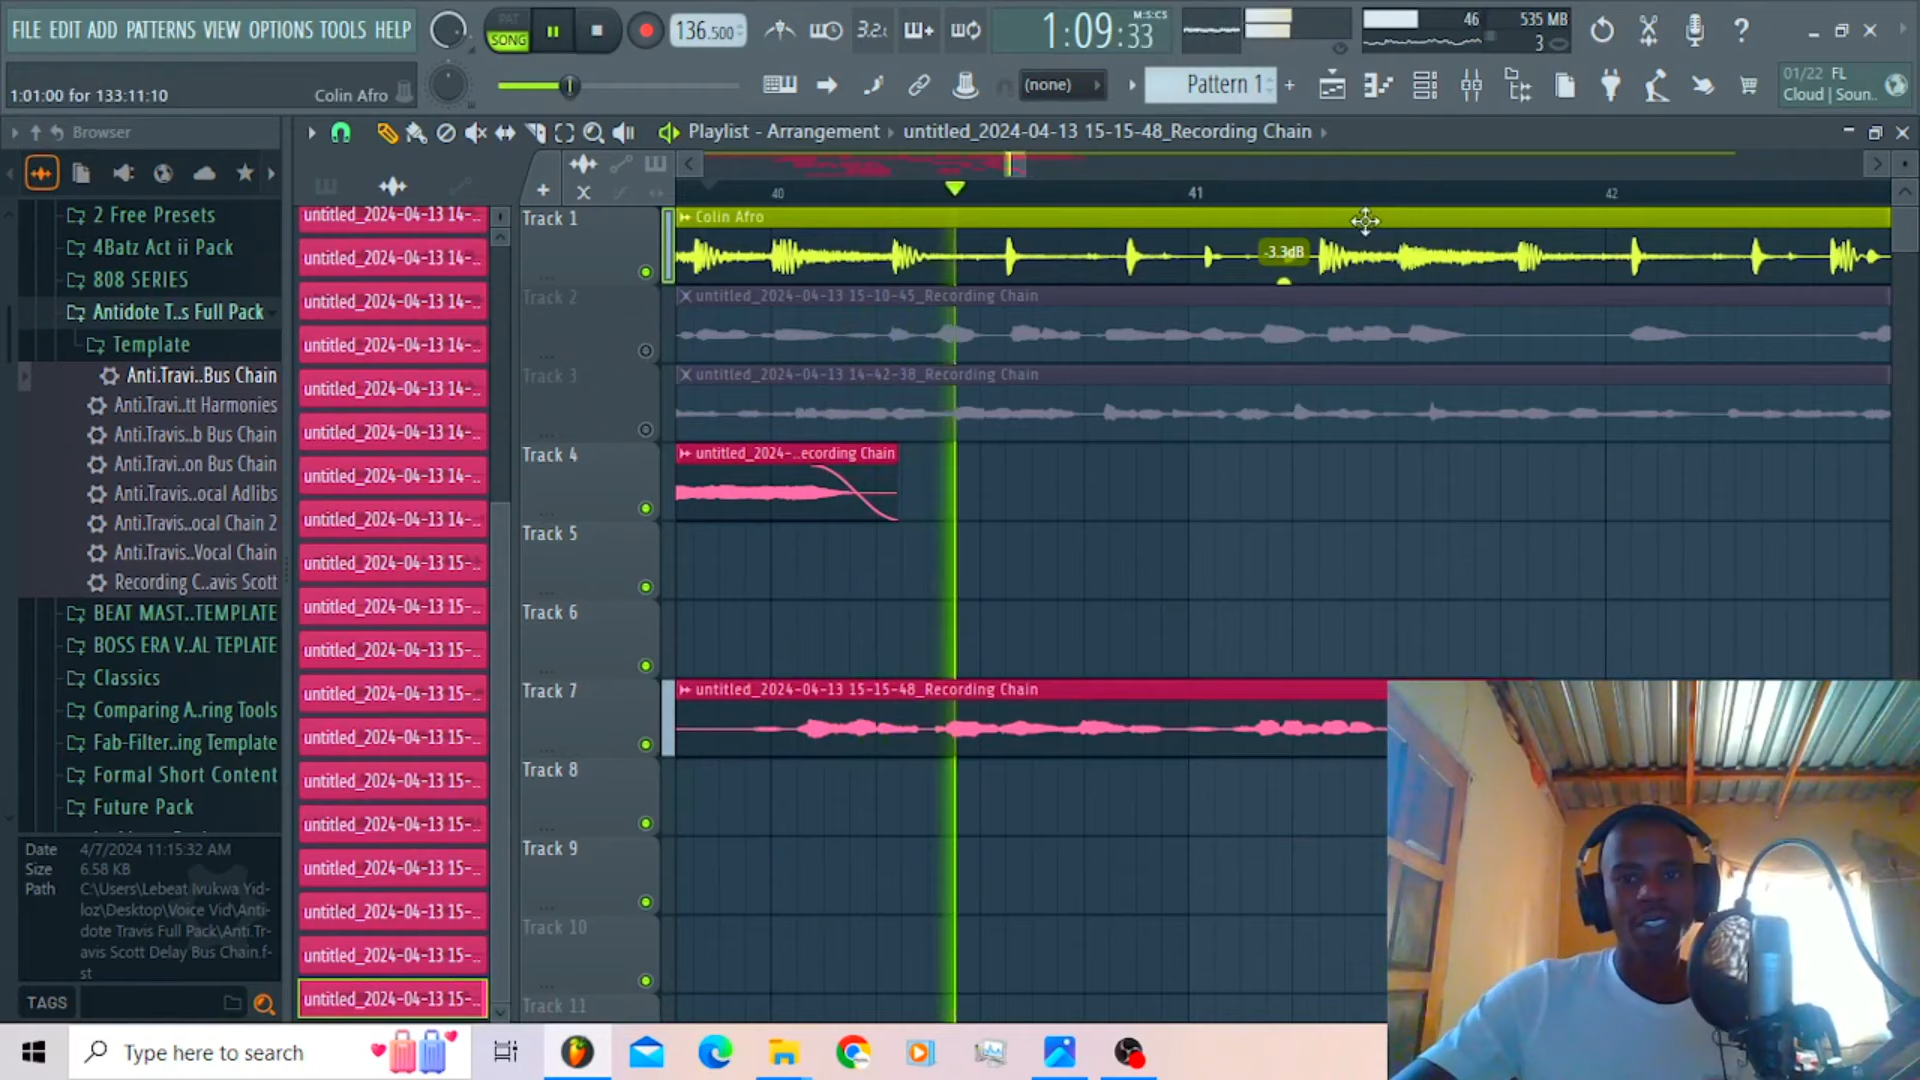 FILE EDIT ADD PATTERNS VIEW OPTIONS TOOLS HELP
PAT
SONG
136.500
3.2.
1:09:33
M:S:CS
46
535 MB
3
1:01:00 for 133:11:10
Colin Afro
(none)
Pattern 1
+
01/22 FL
Cloud | Soun..
Browser
Playlist - Arrangement
untitled_2024-04-13 15-15-48_Recording Chain
40
41
42
2 Free Presets
4Batz Act ii Pack
808 SERIES
Antidote T..s Full Pack
Template
Anti.Travi..Bus Chain
Anti.Travi..tt Harmonies
Anti.Travis..b Bus Chain
Anti.Travi..on Bus Chain
Anti.Travis..ocal Adlibs
Anti.Travis..ocal Chain 2
Anti.Travis..Vocal Chain
Recording C..avis Scott
BEAT MAST..TEMPLATE
BOSS ERA V..AL TEPLATE
Classics
Comparing A..ring Tools
Fab-Filter..ing Template
Formal Short Content
Future Pack
Date 4/7/2024 11:15:32 AM
Size 6.58 KB
Path C:\Users\Lebeat Ivukwa Yid-
loz\Desktop\Voice Vid\Anti-
dote Travis Full Pack\Anti.Tr-
avis Scott Delay Bus Chain.f-
st
TAGS
untitled_2024-04-13 14-..
untitled_2024-04-13 14-..
untitled_2024-04-13 14-..
untitled_2024-04-13 14-..
untitled_2024-04-13 14-..
untitled_2024-04-13 14-..
untitled_2024-04-13 14-..
untitled_2024-04-13 14-..
untitled_2024-04-13 15-..
untitled_2024-04-13 15-..
untitled_2024-04-13 15-..
untitled_2024-04-13 15-..
untitled_2024-04-13 15-..
untitled_2024-04-13 15-..
untitled_2024-04-13 15-..
untitled_2024-04-13 15-..
untitled_2024-04-13 15-..
untitled_2024-04-13 15-..
untitled_2024-04-13 15-..
Track 1
Colin Afro
-3.3dB
Track 2
untitled_2024-04-13 15-10-45_Recording Chain
Track 3
untitled_2024-04-13 14-42-38_Recording Chain
Track 4
untitled_2024-..ecording Chain
Track 5
Track 6
Track 7
untitled_2024-04-13 15-15-48_Recording Chain
Track 8
Track 9
Track 10
Track 11
Type here to search